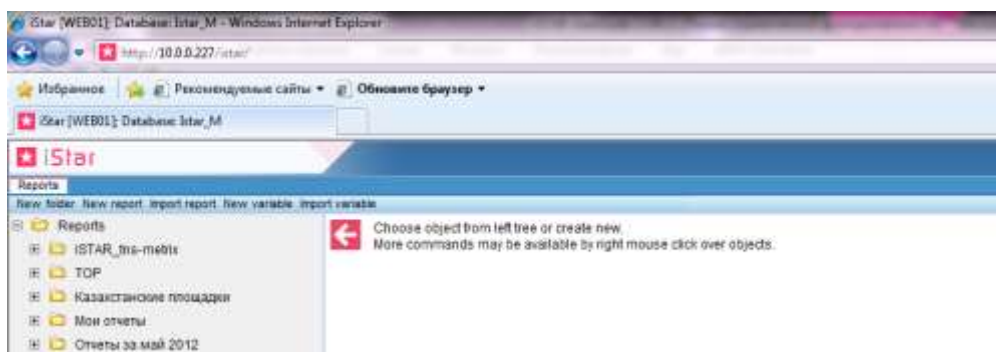 iStar [WEB01]; Database: Istar_M - Windows Internet Explorer
http://10.0.0.227/istar/
Избранное Рекомендуемые сайты Обновите браузер
iStar [WEB01]; Database: Istar_M
iStar
Reports
New folder New report Import report New variable Import variable
Reports
ISTAR_tns-metrix
TOP
Казахстанские площадки
Мои отчеты
Отчеты за май 2012
Choose object from left tree or create new.
More commands may be available by right mouse click over objects.